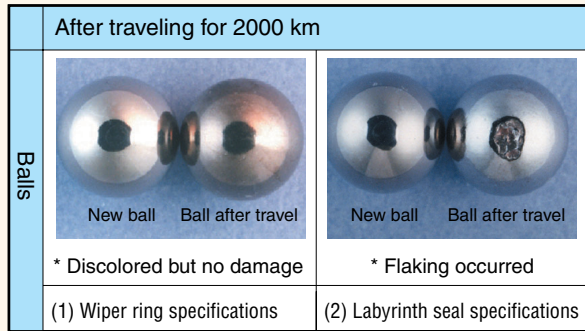 After traveling for 2000 km
Balls
New ball Ball after travel
New ball Ball after travel
* Discolored but no damage
* Flaking occurred
(1) Wiper ring specifications
(2) Labyrinth seal specifications